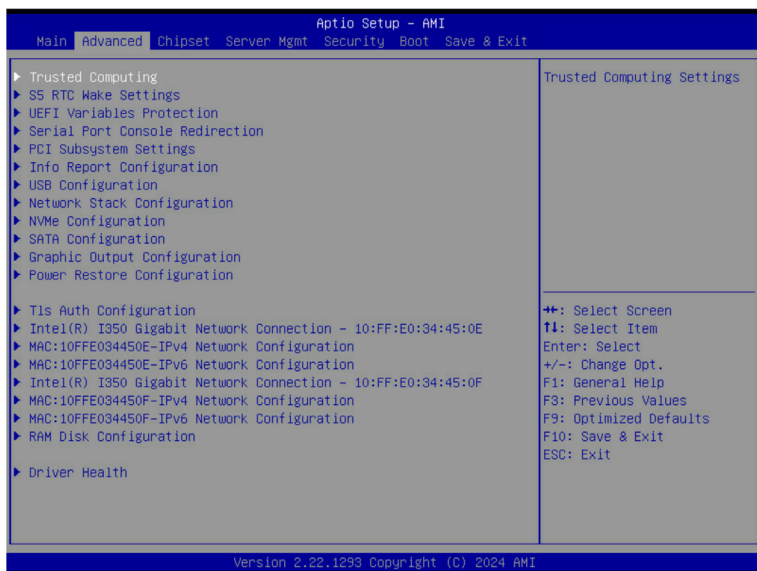 Aptio Setup – AMI
Main Advanced Chipset Server Mgmt Security Boot Save & Exit
▶ Trusted Computing
▶ S5 RTC Wake Settings
▶ UEFI Variables Protection
▶ Serial Port Console Redirection
▶ PCI Subsystem Settings
▶ Info Report Configuration
▶ USB Configuration
▶ Network Stack Configuration
▶ NVMe Configuration
▶ SATA Configuration
▶ Graphic Output Configuration
▶ Power Restore Configuration
▶ Tls Auth Configuration
▶ Intel(R) I350 Gigabit Network Connection – 10:FF:E0:34:45:0E
▶ MAC:10FFE034450E-IPv4 Network Configuration
▶ MAC:10FFE034450E-IPv6 Network Configuration
▶ Intel(R) I350 Gigabit Network Connection – 10:FF:E0:34:45:0F
▶ MAC:10FFE034450F-IPv4 Network Configuration
▶ MAC:10FFE034450F-IPv6 Network Configuration
▶ RAM Disk Configuration
▶ Driver Health
Trusted Computing Settings
→←: Select Screen
↑↓: Select Item
Enter: Select
+/-: Change Opt.
F1: General Help
F3: Previous Values
F9: Optimized Defaults
F10: Save & Exit
ESC: Exit
Version 2.22.1293 Copyright (C) 2024 AMI